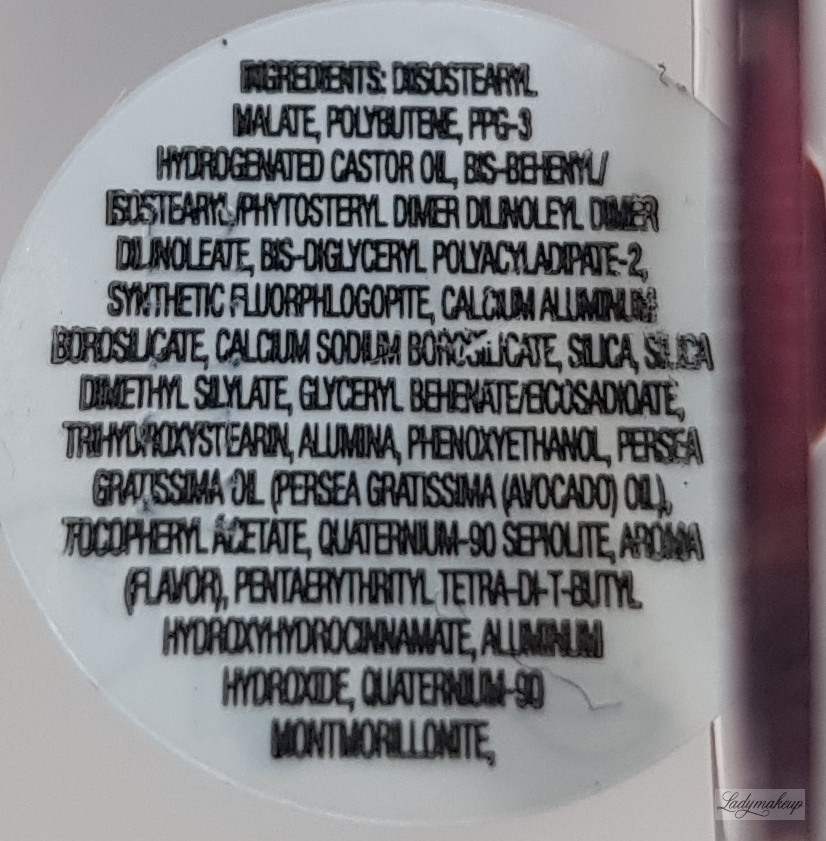 INGREDIENTS: DIISOSTEARYL
MALATE, POLYBUTENE, PPG-3
HYDROGENATED CASTOR OIL, BIS-BEHENYL/
ISOSTEARYL/PHYTOSTERYL DIMER DILINOLEYL DIMER
DILINOLEATE, BIS-DIGLYCERYL POLYACYLADIPATE-2,
SYNTHETIC FLUORPHLOGOPITE, CALCIUM ALUMINUM
BOROSILICATE, CALCIUM SODIUM BOROSILICATE, SILICA, SILICA
DIMETHYL SILYLATE, GLYCERYL BEHENATE/EICOSADIOATE,
TRIHYDROXYSTEARIN, ALUMINA, PHENOXYETHANOL, PERSEA
GRATISSIMA OIL (PERSEA GRATISSIMA (AVOCADO) OIL),
TOCOPHERYL ACETATE, QUATERNIUM-90 SEPIOLITE, AROMA
(FLAVOR), PENTAERYTHRITYL TETRA-DI-T-BUTYL
HYDROXYHYDROCINNAMATE, ALUMINUM
HYDROXIDE, QUATERNIUM-90
MONTMORILLONITE,
Ladymakeup